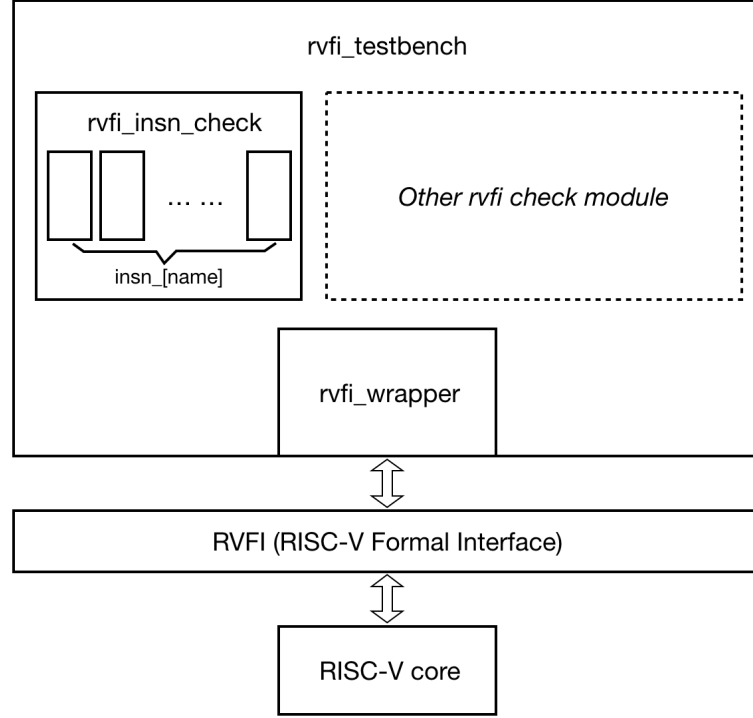 rvfi_testbench
rvfi_insn_check
... ...
insn_[name]
Other rvfi check module
rvfi_wrapper
RVFI (RISC-V Formal Interface)
RISC-V core